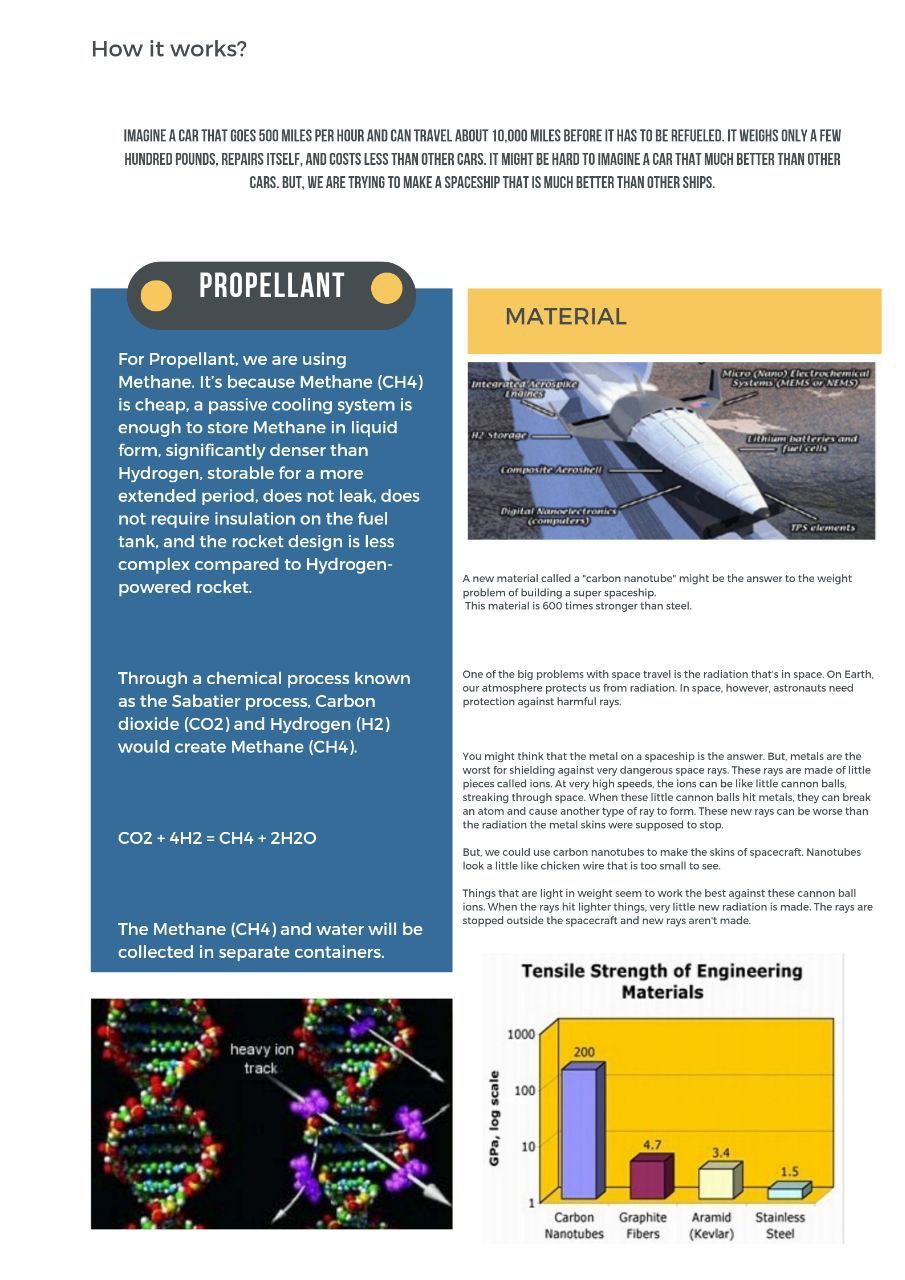 How it works?
IMAGINE A CAR THAT GOES 500 MILES PER HOUR AND CAN TRAVEL ABOUT 10,000 MILES BEFORE IT HAS TO BE REFUELED. IT WEIGHS ONLY A FEW
HUNDRED POUNDS, REPAIRS ITSELF, AND COSTS LESS THAN OTHER CARS. IT MIGHT BE HARD TO IMAGINE A CAR THAT MUCH BETTER THAN OTHER
CARS. BUT, WE ARE TRYING TO MAKE A SPACESHIP THAT IS MUCH BETTER THAN OTHER SHIPS.
PROPELLANT
For Propellant, we are using
Methane. It's because Methane (CH4)
is cheap, a passive cooling system is
enough to store Methane in liquid
form, significantly denser than
Hydrogen, storable for a more
extended period, does not leak, does
not require insulation on the fuel
tank, and the rocket design is less
complex compared to Hydrogen-
powered rocket.
Through a chemical process known
as the Sabatier process, Carbon
dioxide (CO2) and Hydrogen (H2)
would create Methane (CH4).
CO2 + 4H2 = CH4 + 2H2O
The Methane (CH4) and water will be
collected in separate containers.
heavy ion
track
MATERIAL
Integrated Aerospike
Engines
Micro (Nano) Electrochemical
Systems (MEMS or NEMS)
H2 Storage
Lithium batteries and
fuel cells
Composite Aeroshell
Digital Nanoelectronics
(computers)
TPS elements
A new material called a "carbon nanotube" might be the answer to the weight
problem of building a super spaceship.
This material is 600 times stronger than steel.
One of the big problems with space travel is the radiation that's in space. On Earth,
our atmosphere protects us from radiation. In space, however, astronauts need
protection against harmful rays.
You might think that the metal on a spaceship is the answer. But, metals are the
worst for shielding against very dangerous space rays. These rays are made of little
pieces called ions. At very high speeds, the ions can be like little cannon balls,
streaking through space. When these little cannon balls hit metals, they can break
an atom and cause another type of ray to form. These new rays can be worse than
the radiation the metal skins were supposed to stop.
But, we could use carbon nanotubes to make the skins of spacecraft. Nanotubes
look a little like chicken wire that is too small to see.
Things that are light in weight seem to work the best against these cannon ball
ions. When the rays hit lighter things, very little new radiation is made. The rays are
stopped outside the spacecraft and new rays aren't made.
Tensile Strength of Engineering
Materials
GPa, log scale
1000
100
10
1
200
4.7
3.4
1.5
Carbon
Nanotubes
Graphite
Fibers
Aramid
(Kevlar)
Stainless
Steel